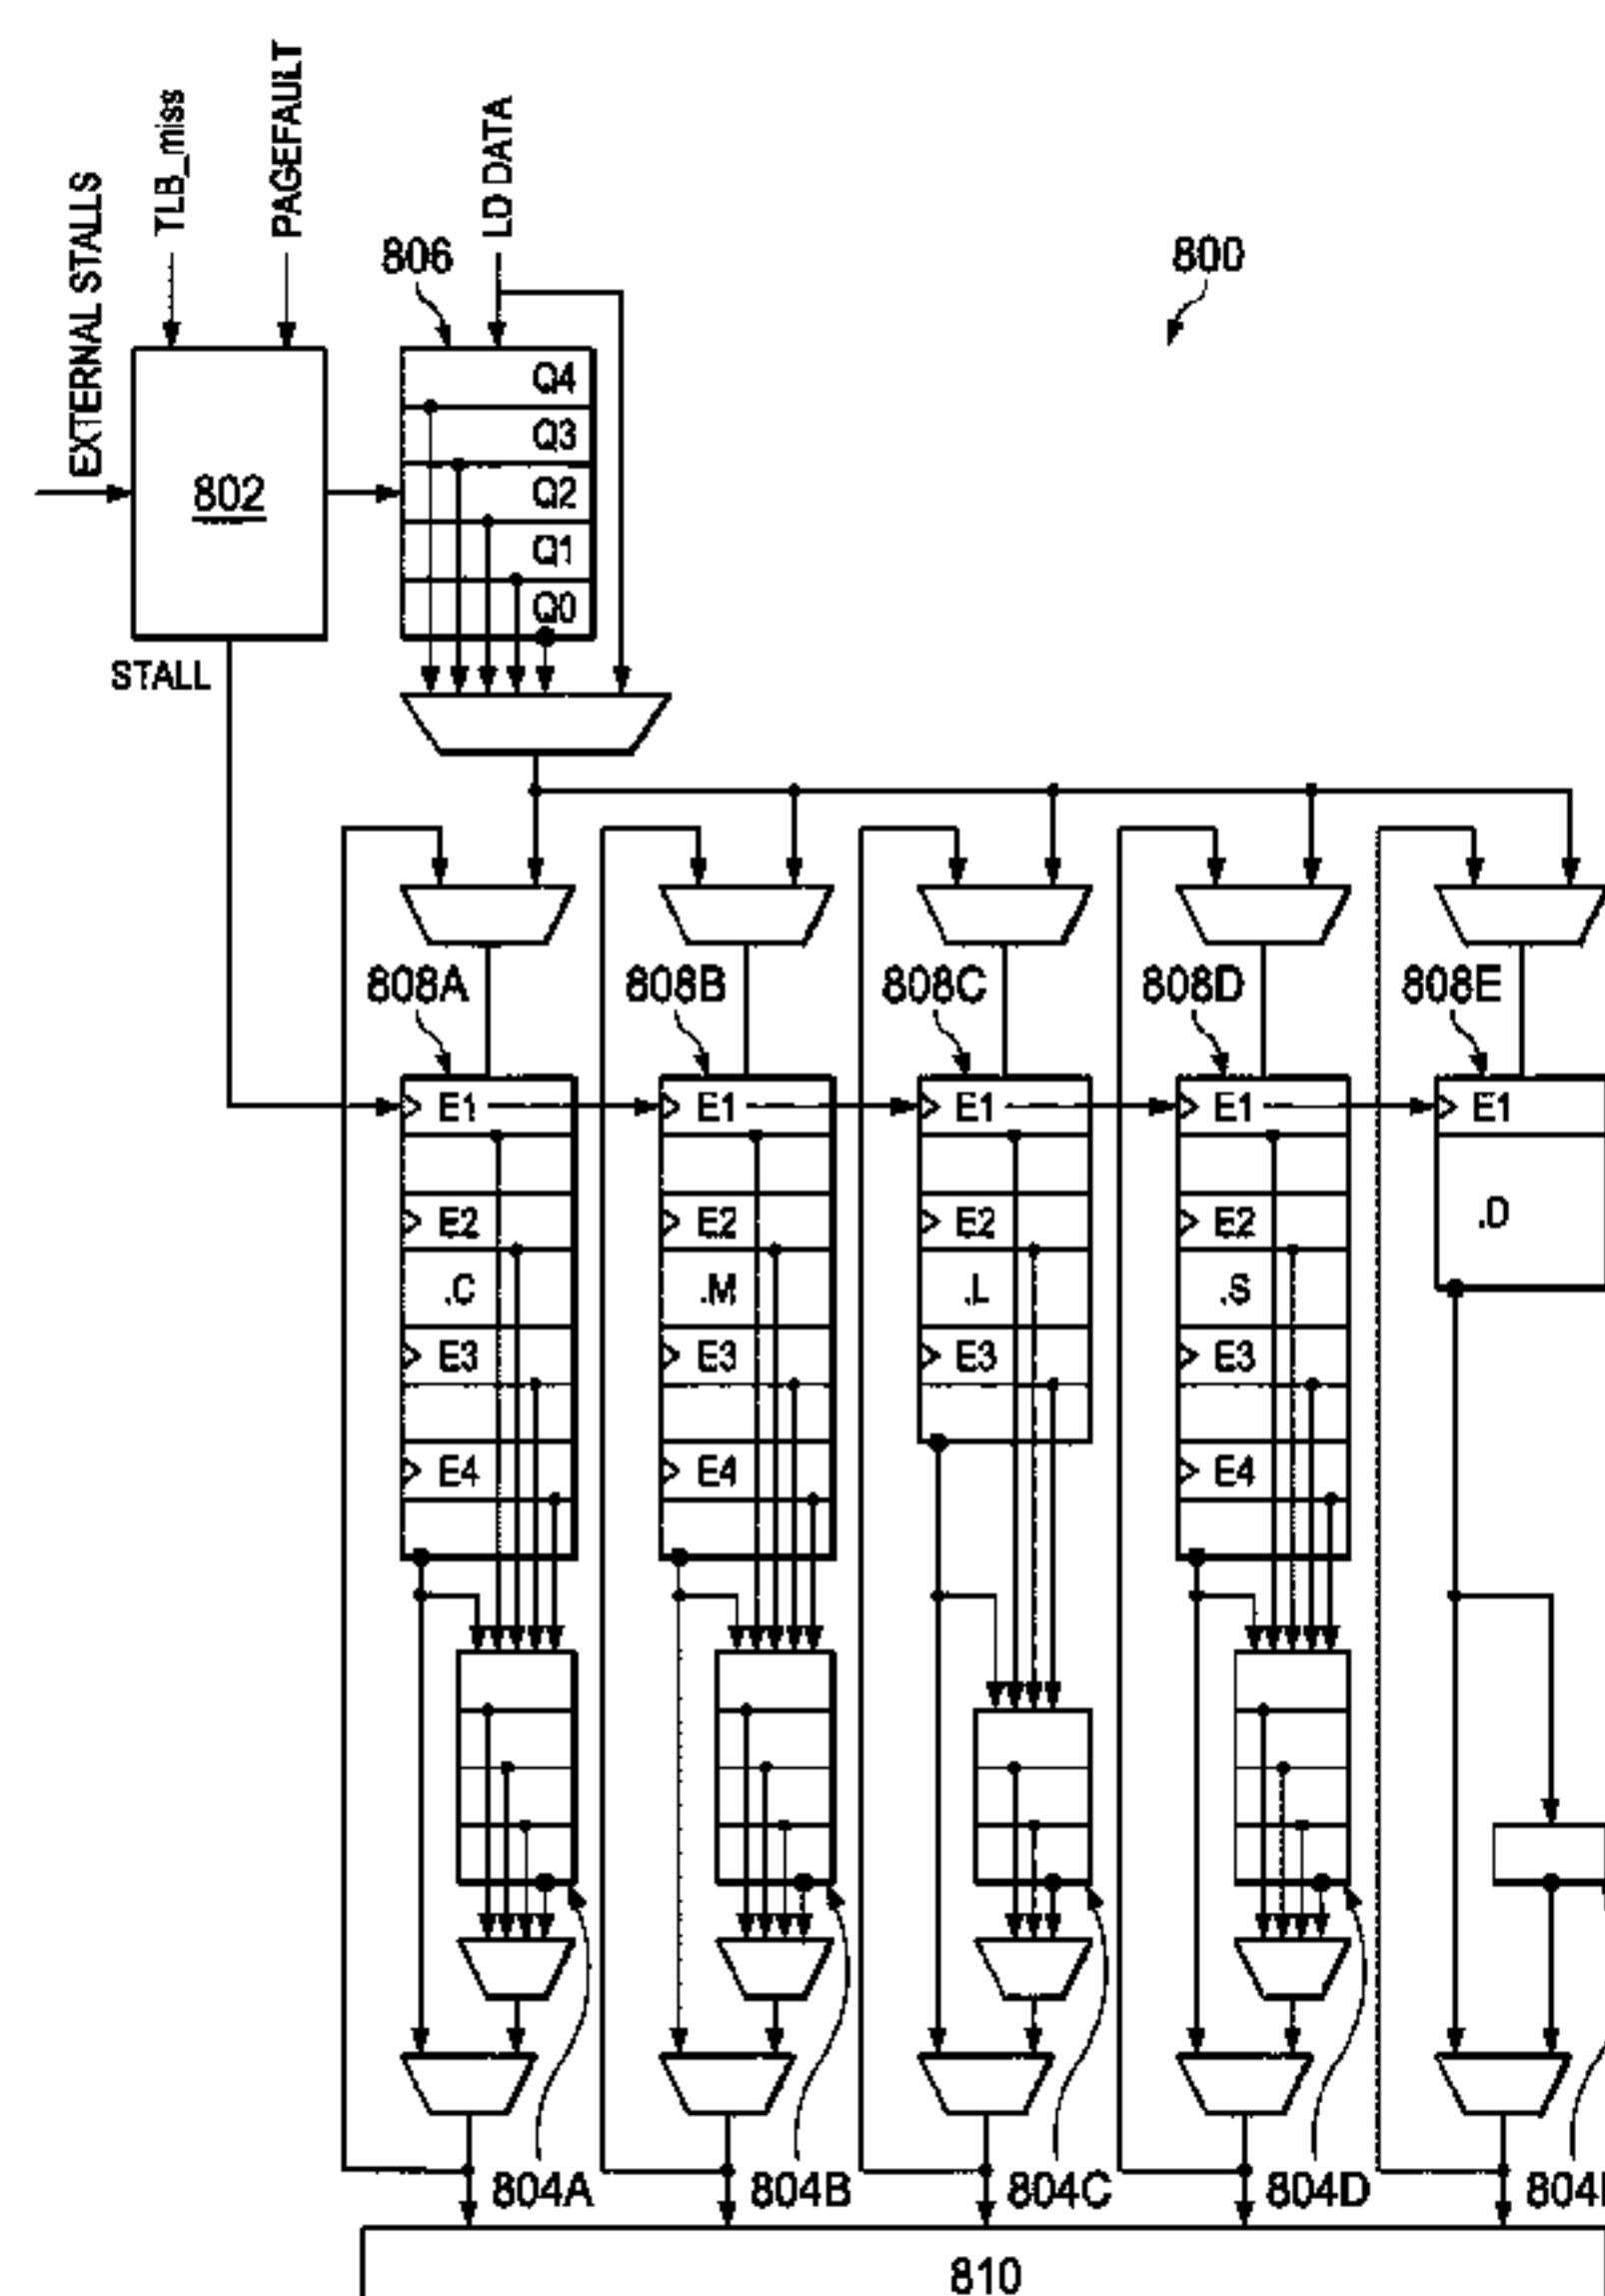 EXTERNAL STALLS
TLB_miss
PAGEFAULT
LD DATA
806
800
802
Q4
Q3
Q2
Q1
Q0
STALL
808A
808B
808C
808D
808E
E1
E1
E1
E1
E1
E2
E2
E2
E2
.C
.M
.L
.S
.D
E3
E3
E3
E3
E4
E4
E4
804A
804B
804C
804D
810